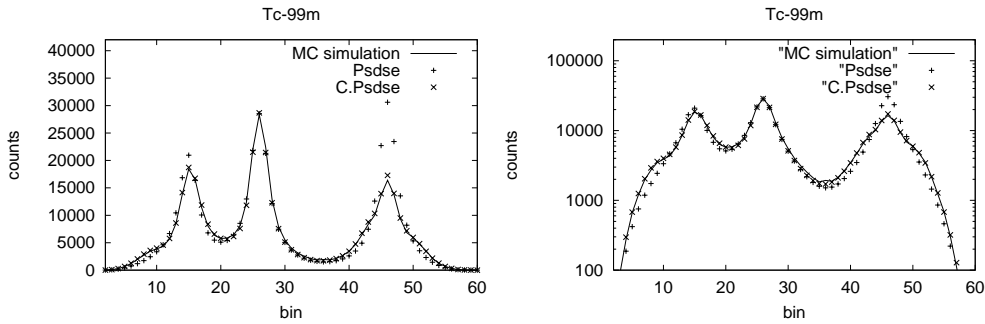 Tc-99m
MC simulation
Psdse
C.Psdse
counts
40000
35000
30000
25000
20000
15000
10000
5000
0
10 20 30 40 50 60
bin
Tc-99m
"MC simulation"
"Psdse"
"C.Psdse"
counts
100000
10000
1000
100
10 20 30 40 50 60
bin